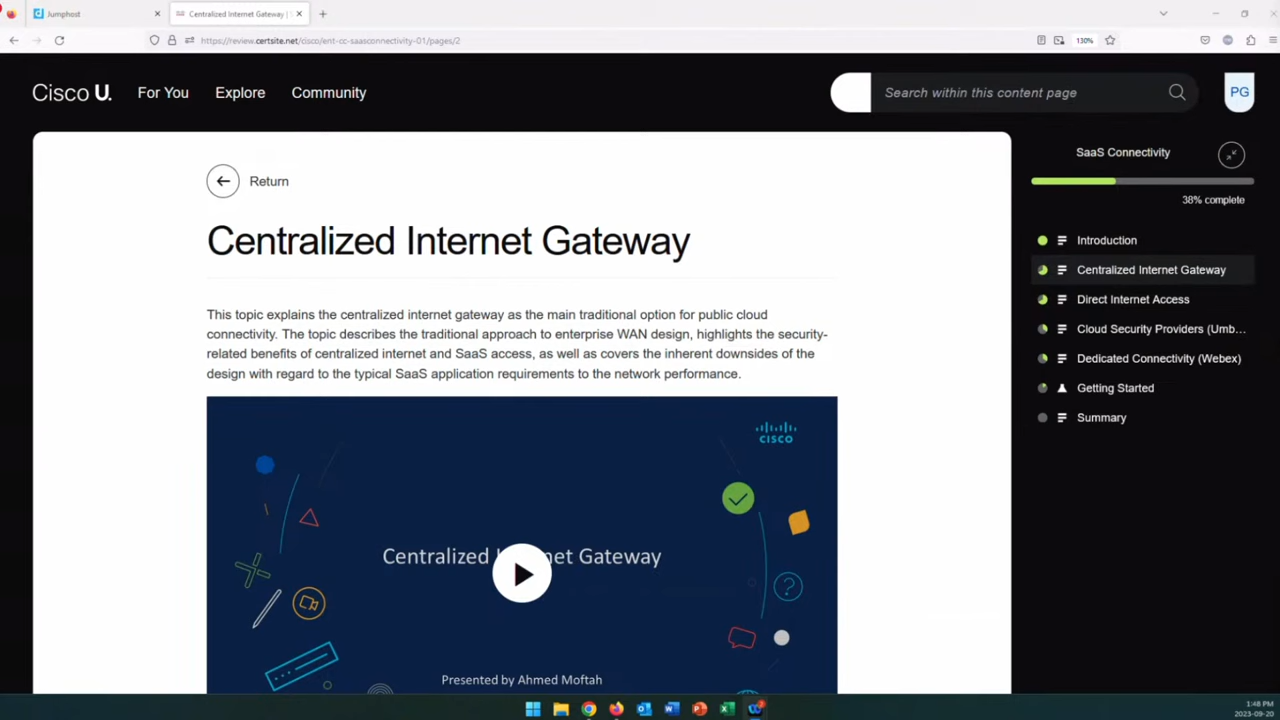 Jumphost
Centralized Internet Gateway | S
https://review.certsite.net/cisco/ent-cc-saasconnectivity-01/pages/2
130%
Cisco U.
For You
Explore
Community
Search within this content page
PG
Return
Centralized Internet Gateway
This topic explains the centralized internet gateway as the main traditional option for public cloud
connectivity. The topic describes the traditional approach to enterprise WAN design, highlights the security-
related benefits of centralized internet and SaaS access, as well as covers the inherent downsides of the
design with regard to the typical SaaS application requirements to the network performance.
CISCO
Centralized Internet Gateway
Presented by Ahmed Moftah
SaaS Connectivity
38% complete
Introduction
Centralized Internet Gateway
Direct Internet Access
Cloud Security Providers (Umb...
Dedicated Connectivity (Webex)
Getting Started
Summary
1:48 PM
2023-09-20